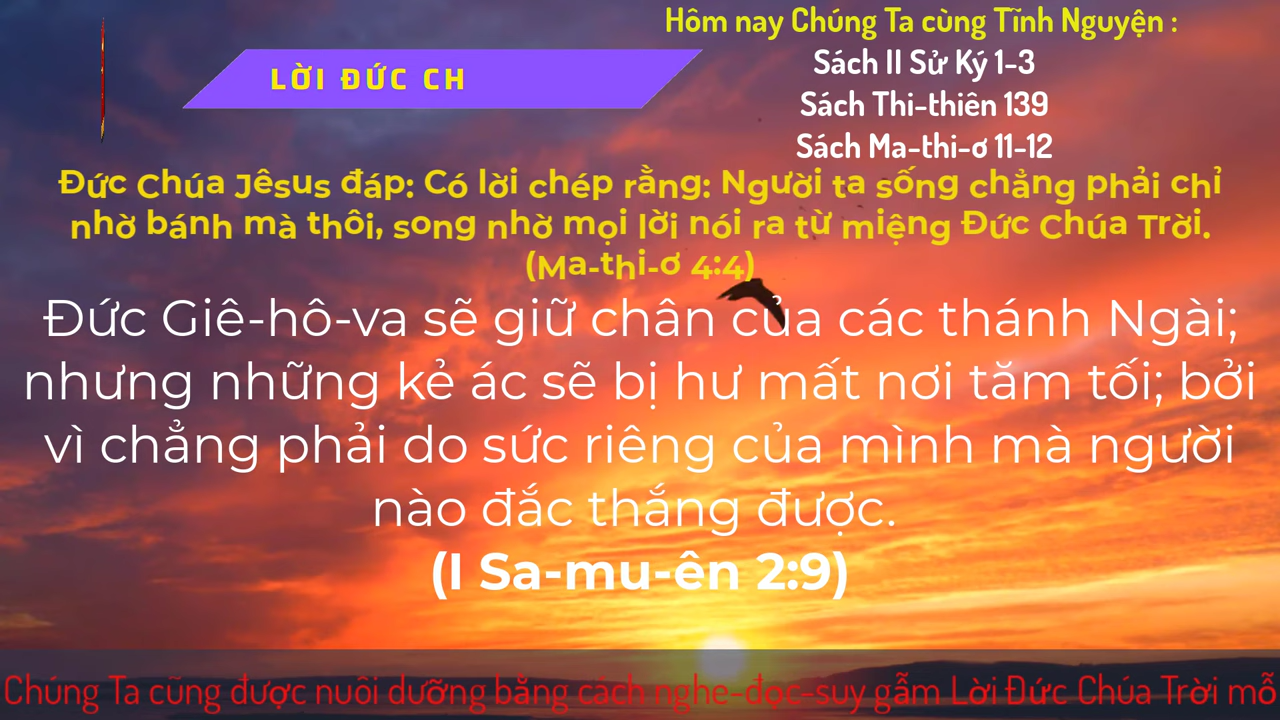 Hôm nay Chúng Ta cùng Tĩnh Nguyện :
Sách II Sử Ký 1-3
Sách Thi-thiên 139
Sách Ma-thi-ơ 11-12
LỜI ĐỨC CH
Đức Chúa Jêsus đáp: Có lời chép rằng: Người ta sống chẳng phải chỉ
nhờ bánh mà thôi, song nhờ mọi lời nói ra từ miệng Đức Chúa Trời.
(Ma-thi-ơ 4:4)
Đức Giê-hô-va sẽ giữ chân của các thánh Ngài;
nhưng những kẻ ác sẽ bị hư mất nơi tăm tối; bởi
vì chẳng phải do sức riêng của mình mà người
nào đắc thắng được.
(I Sa-mu-ên 2:9)
Chúng Ta cũng được nuôi dưỡng bằng cách nghe-đọc-suy gẫm Lời Đức Chúa Trời mỗ